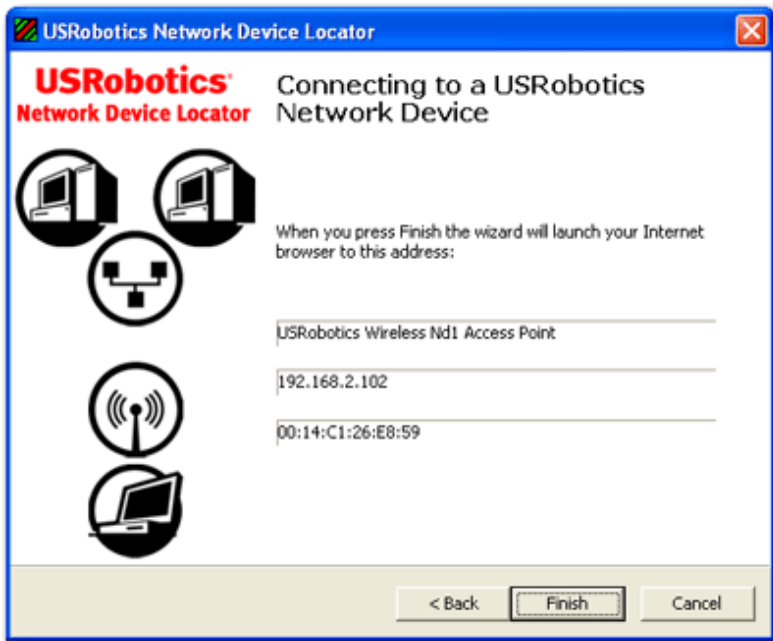 USRobotics Network Device Locator
USRobotics
Network Device Locator
Connecting to a USRobotics
Network Device
When you press Finish the wizard will launch your Internet
browser to this address:
USRobotics Wireless Nd1 Access Point
192.168.2.102
00:14:C1:26:E8:59
< Back
Finish
Cancel